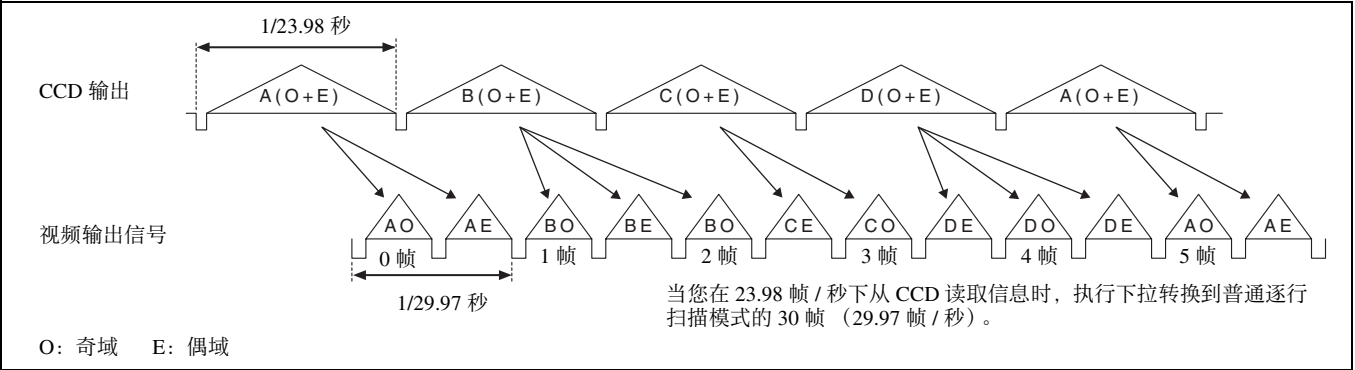 1/23.98 秒
CCD 输出
A(O+E) B(O+E) C(O+E) D(O+E) A(O+E)
视频输出信号
AO AE BO BE BO CE CO DE DO DE AO AE
0 帧 1 帧 2 帧 3 帧 4 帧 5 帧
1/29.97 秒
当您在 23.98 帧 / 秒下从 CCD 读取信息时，执行下拉转换到普通逐行
扫描模式的 30 帧 （29.97 帧 / 秒）。
O：奇域 E：偶域